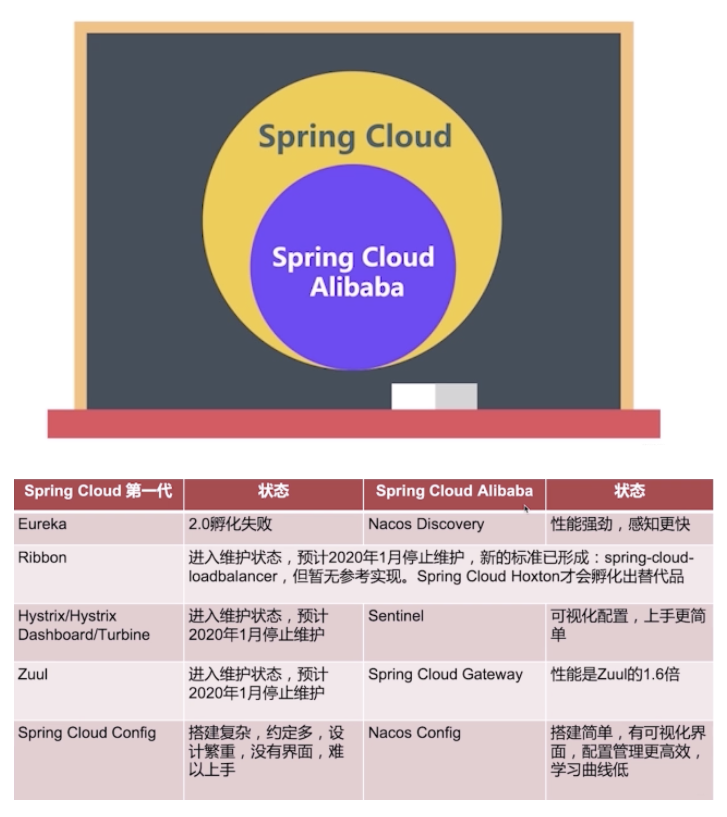 Spring Cloud
Spring Cloud
Alibaba
Spring Cloud 第一代 状态 Spring Cloud Alibaba 状态
Eureka 2.0孵化失败 Nacos Discovery 性能强劲，感知更快
Ribbon 进入维护状态，预计2020年1月停止维护，新的标准已形成：spring-cloud-
loadbalancer，但暂无参考实现。Spring Cloud Hoxton才会孵化出替代品
Hystrix/Hystrix 进入维护状态，预计 Sentinel 可视化配置，上手更简
Dashboard/Turbine 2020年1月停止维护 单
Zuul 进入维护状态，预计 Spring Cloud Gateway 性能是Zuul的1.6倍
2020年1月停止维护
Spring Cloud Config 搭建复杂，约定多，设 Nacos Config 搭建简单，有可视化界
计繁重，没有界面，难 面，配置管理更高效，
以上手 学习曲线低